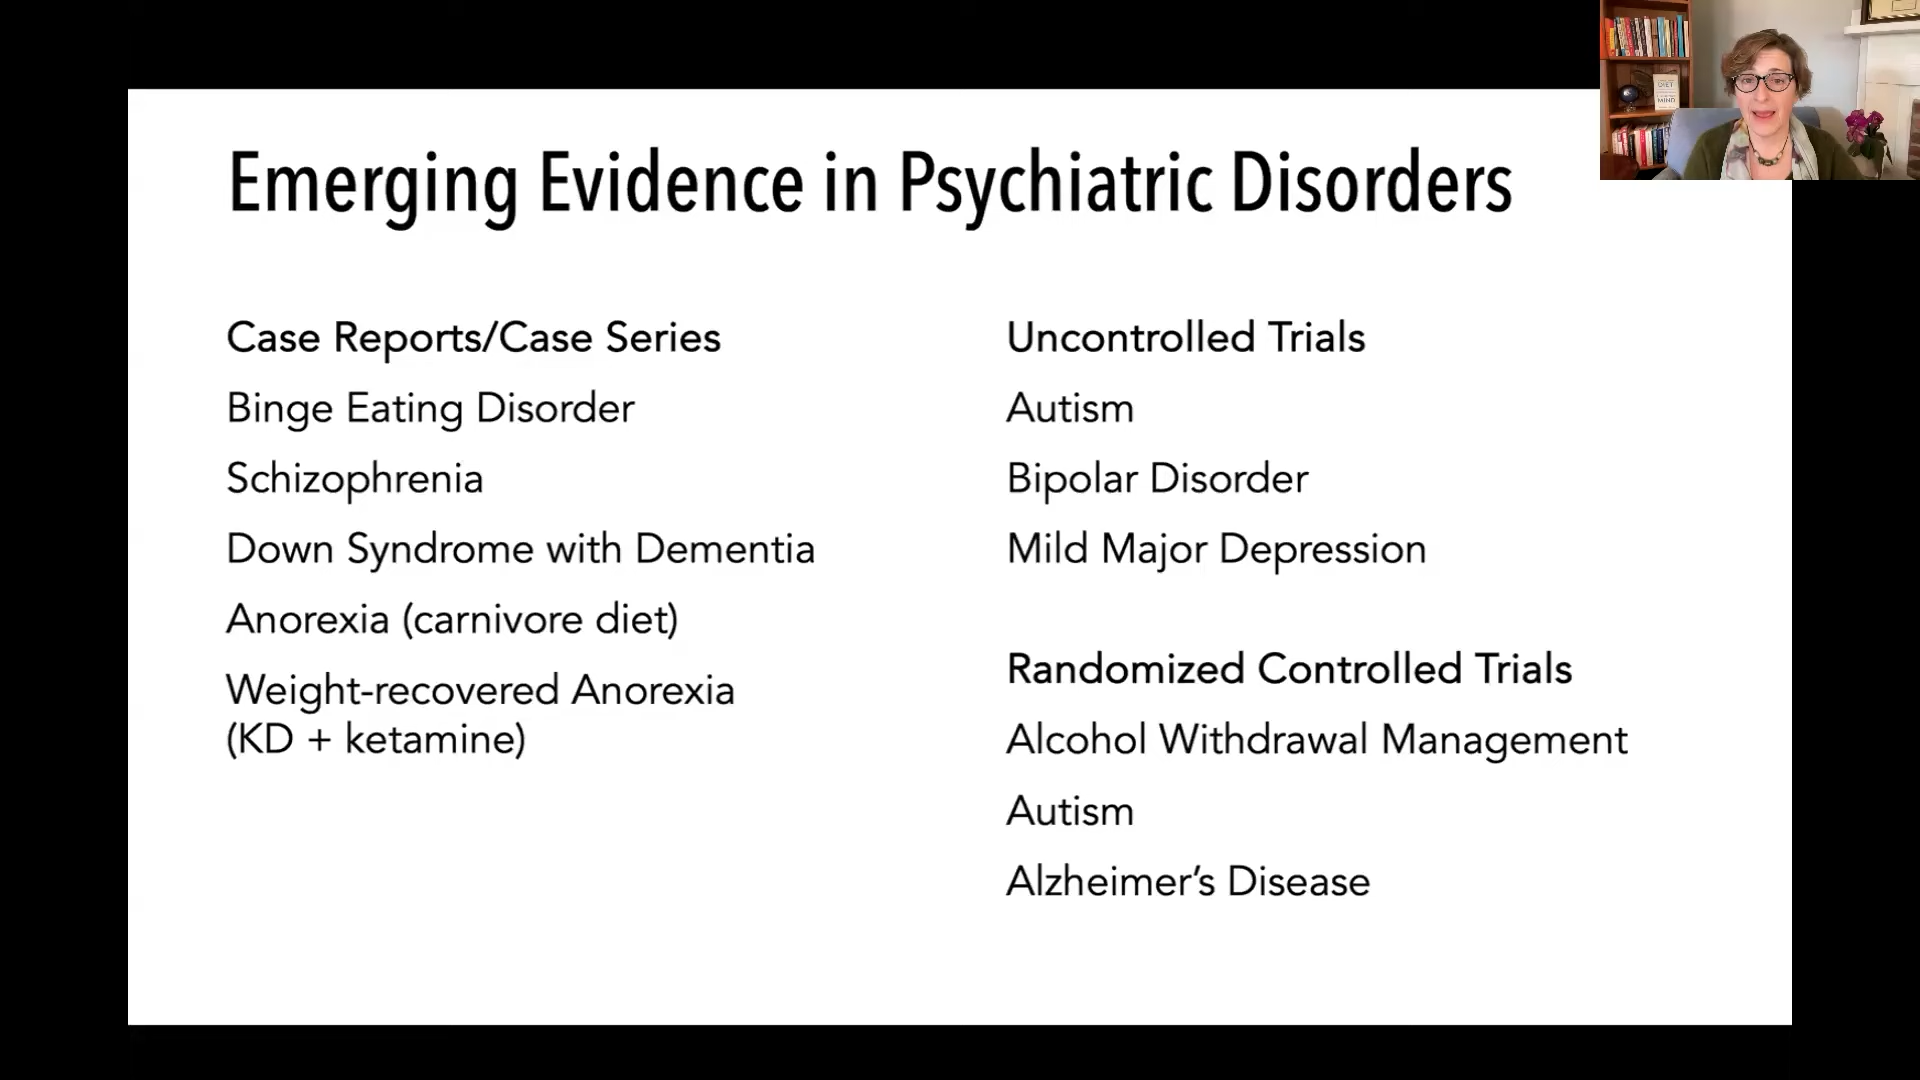 Emerging Evidence in Psychiatric Disorders
Case Reports/Case Series
Binge Eating Disorder
Schizophrenia
Down Syndrome with Dementia
Anorexia (carnivore diet)
Weight-recovered Anorexia
(KD + ketamine)
Uncontrolled Trials
Autism
Bipolar Disorder
Mild Major Depression
Randomized Controlled Trials
Alcohol Withdrawal Management
Autism
Alzheimer’s Disease
DIET
MIND